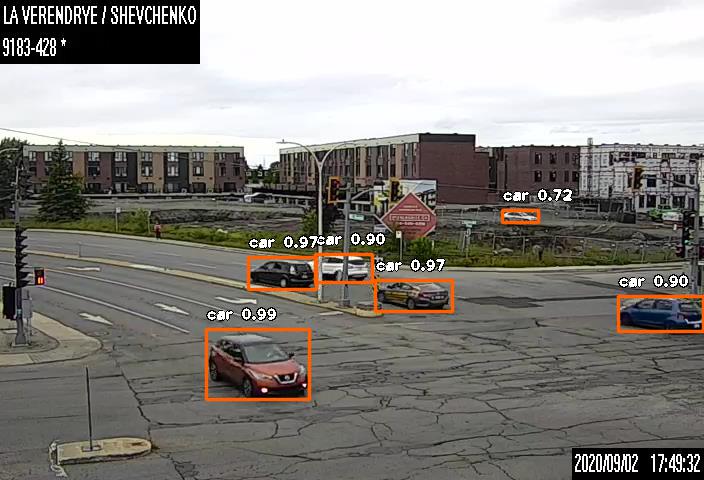 LA VERENDRYE / SHEVCHENKO
9183-428 *
car 0.72
car 0.97
car 0.90
car 0.97
car 0.90
car 0.99
2020/09/02 17:49:32